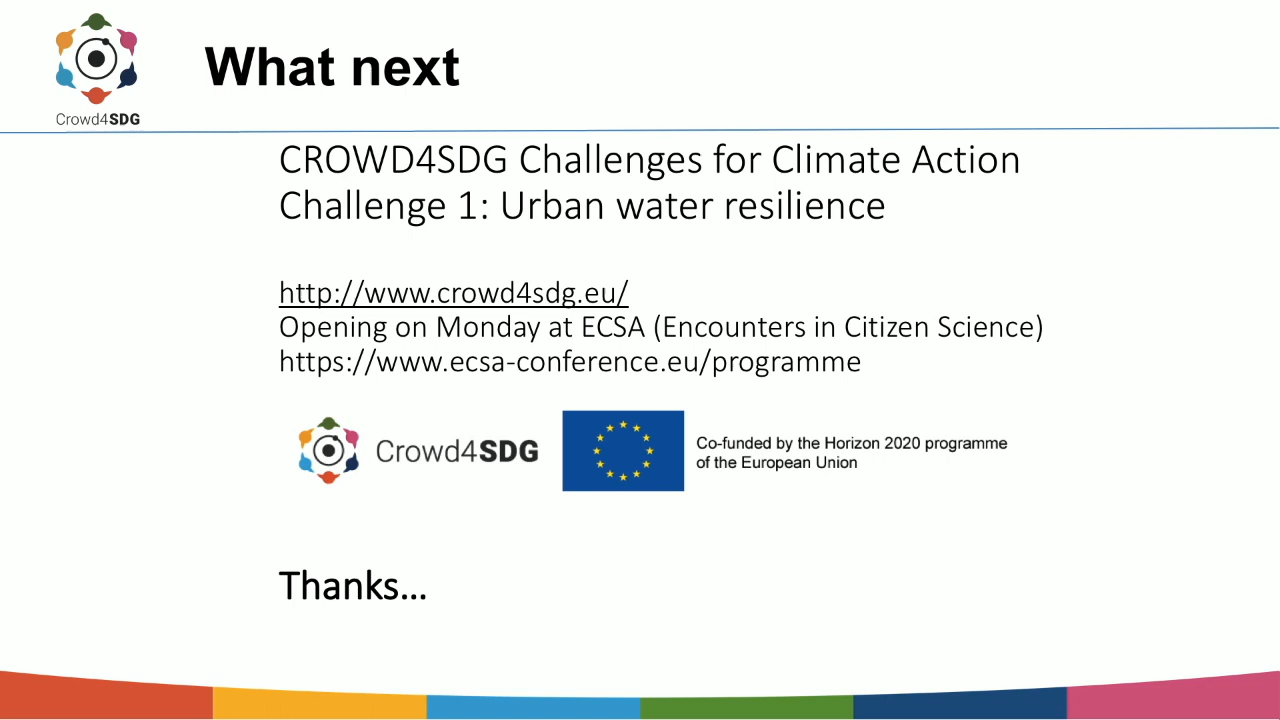 Crowd4SDG
What next
CROWD4SDG Challenges for Climate Action
Challenge 1: Urban water resilience
http://www.crowd4sdg.eu/
Opening on Monday at ECSA (Encounters in Citizen Science)
https://www.ecsa-conference.eu/programme
Crowd4SDG
Co-funded by the Horizon 2020 programme
of the European Union
Thanks...